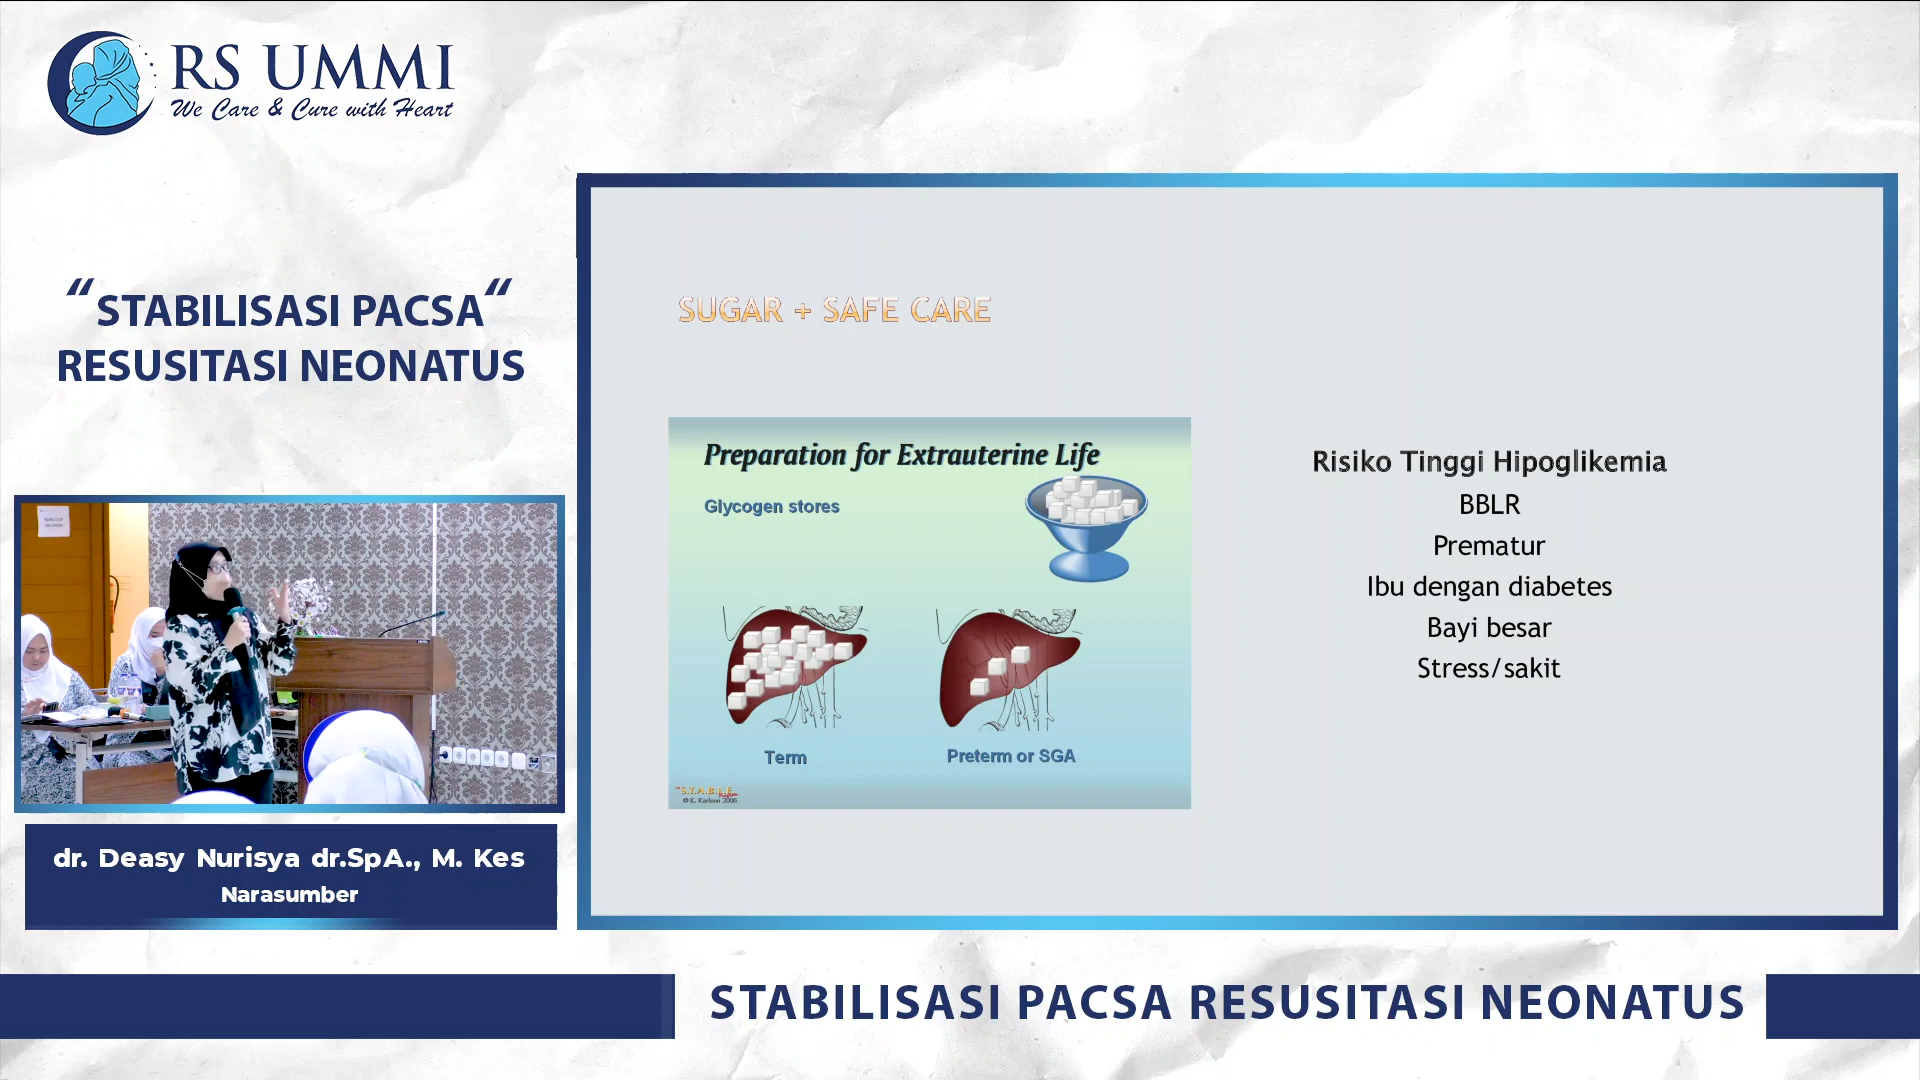 RS UMMI
We Care & Cure with Heart
“STABILISASI PACSA“
RESUSITASI NEONATUS
dr. Deasy Nurisya dr.SpA., M. Kes
Narasumber
SUGAR + SAFE CARE
Preparation for Extrauterine Life
Glycogen stores
Term
Preterm or SGA
S.T.A.B.L.E.
© K. Karlsen 2006
Risiko Tinggi Hipoglikemia
BBLR
Prematur
Ibu dengan diabetes
Bayi besar
Stress/sakit
STABILISASI PACSA RESUSITASI NEONATUS